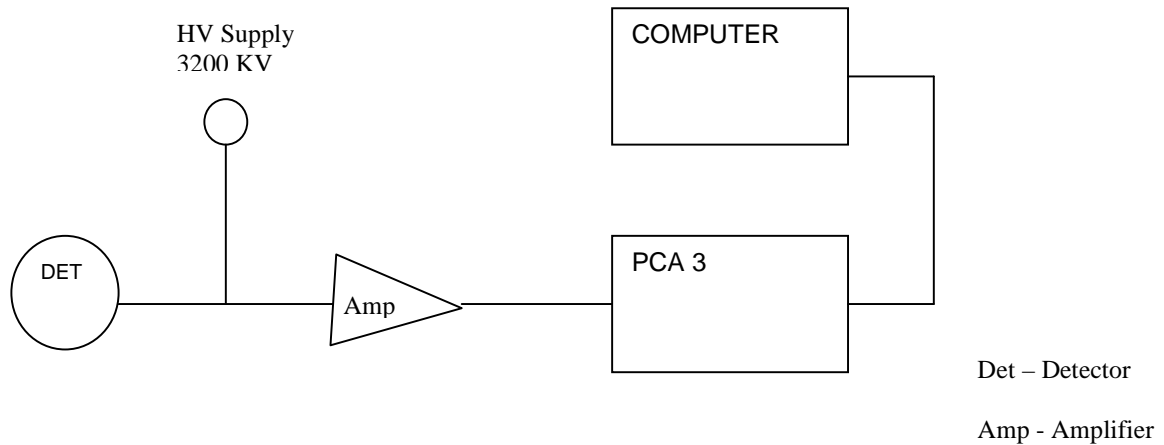 HV Supply
3200 KV
COMPUTER
DET
Amp
PCA 3
Det – Detector
Amp - Amplifier